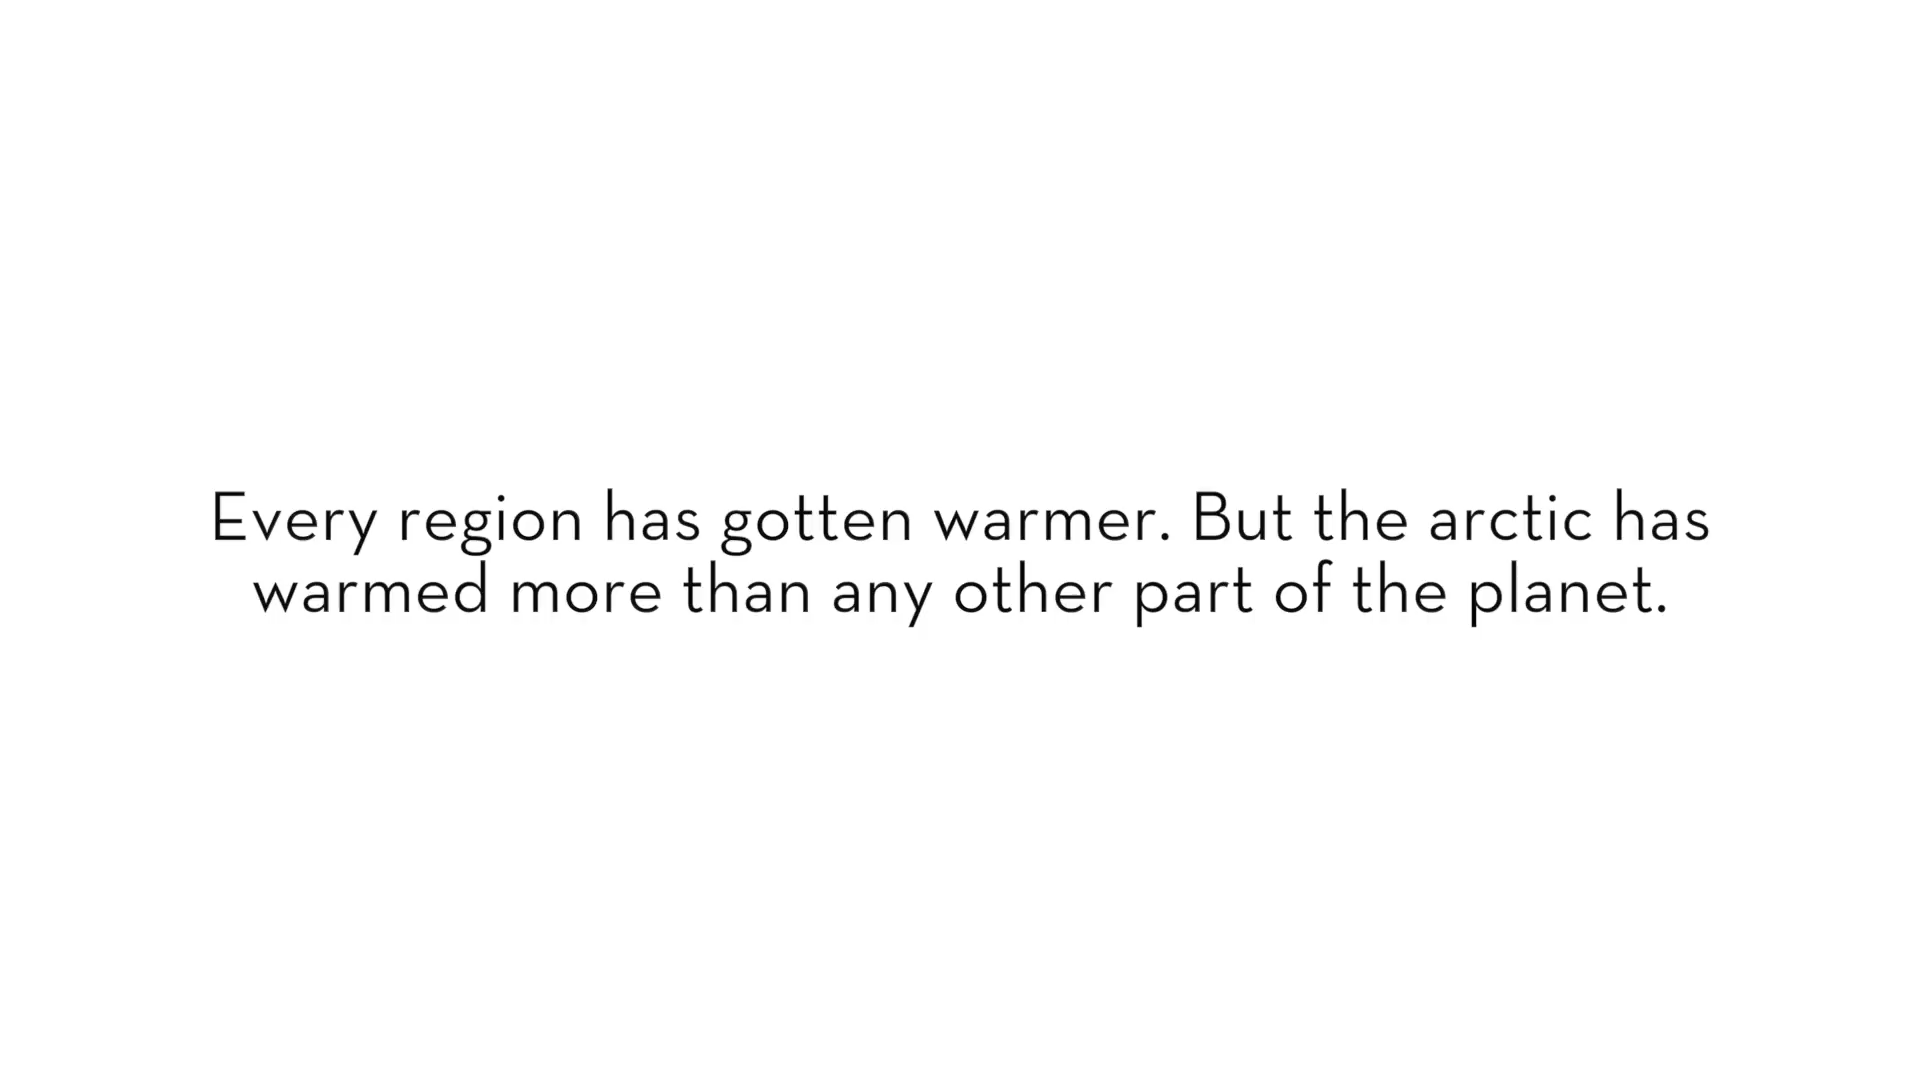 Every region has gotten warmer. But the arctic has
warmed more than any other part of the planet.